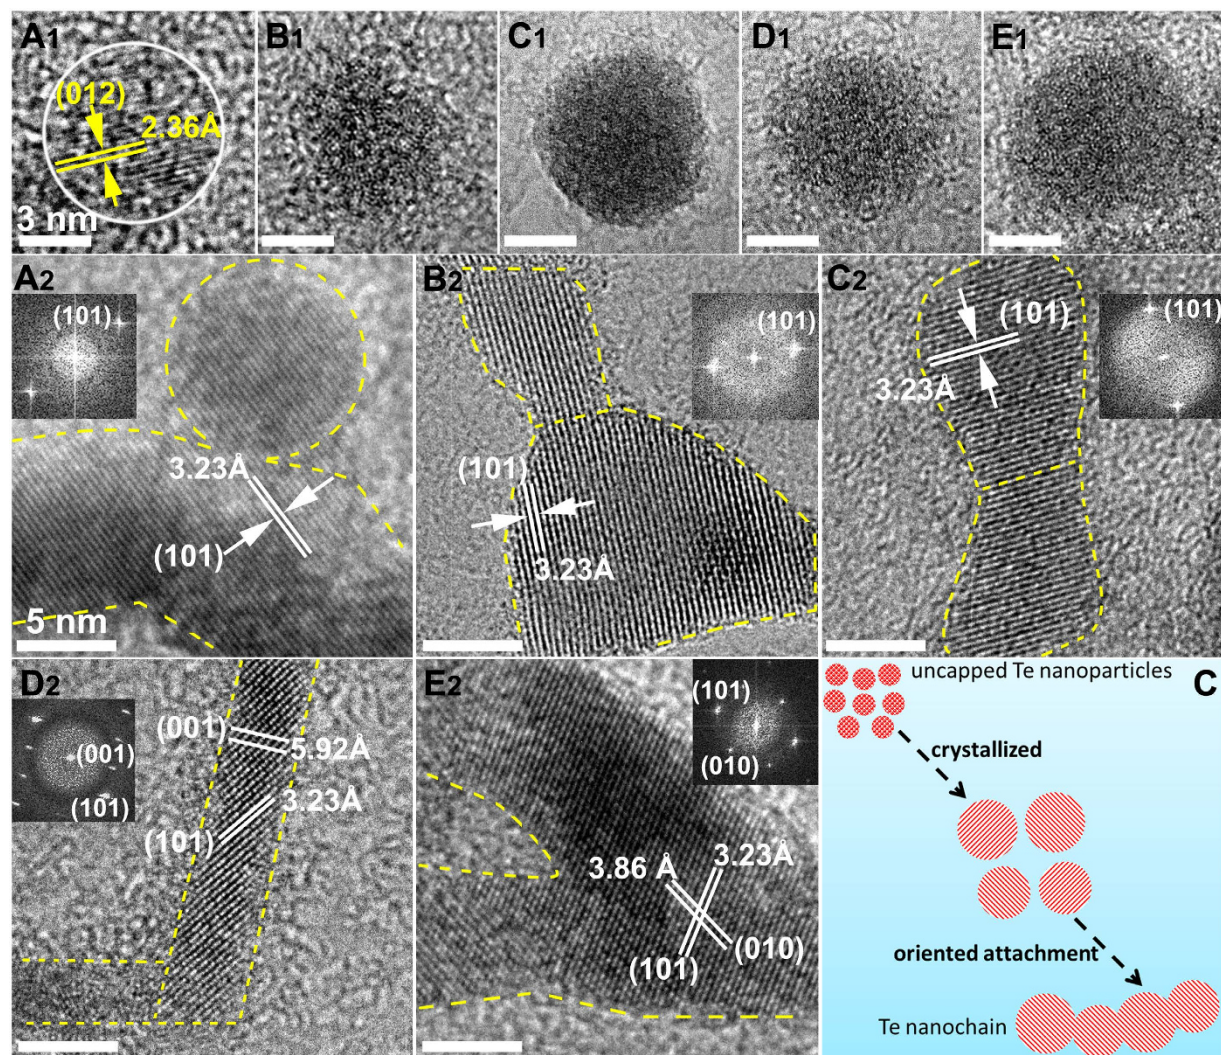 A1
(012)
2.36Å
3 nm
B1
C1
D1
E1
A2
(101)
3.23Å
(101)
5 nm
B2
(101)
(101)
3.23Å
C2
(101)
(101)
3.23Å
D2
(001)
(101)
(001)
5.92Å
3.23Å
(101)
E2
(101)
(010)
3.86 Å
3.23Å
(010)
(101)
C
uncapped Te nanoparticles
crystallized
oriented attachment
Te nanochain